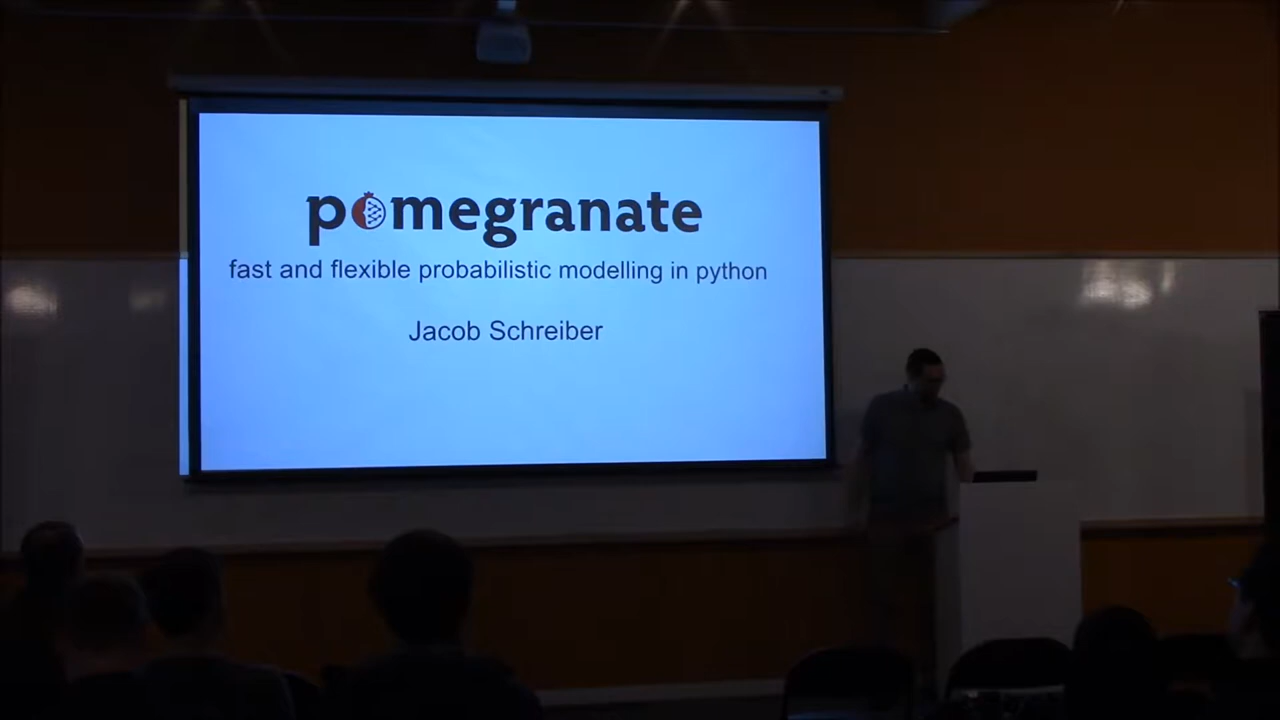 pomegranate
fast and flexible probabilistic modelling in python
Jacob Schreiber